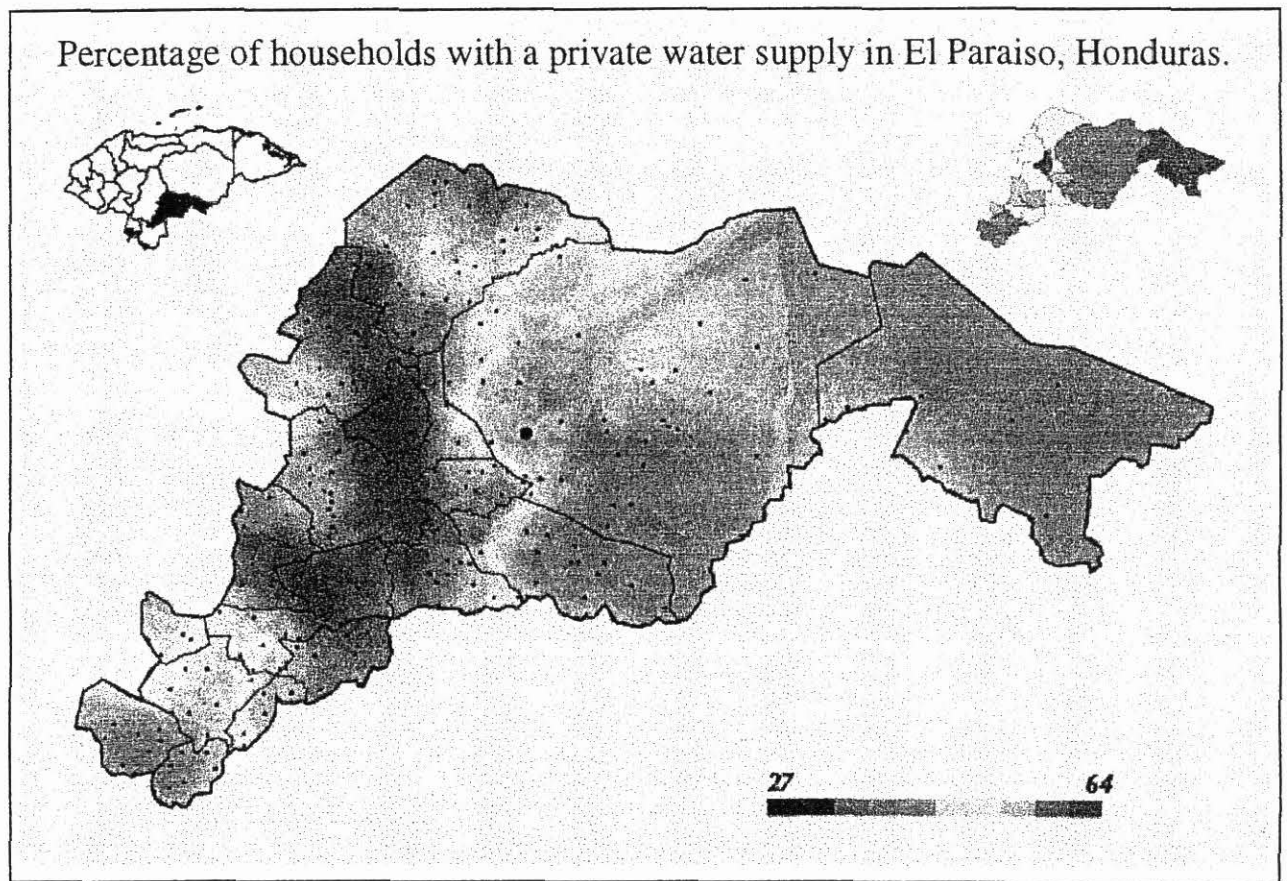 Percentage of households with a private water supply in El Paraiso, Honduras.
27 64